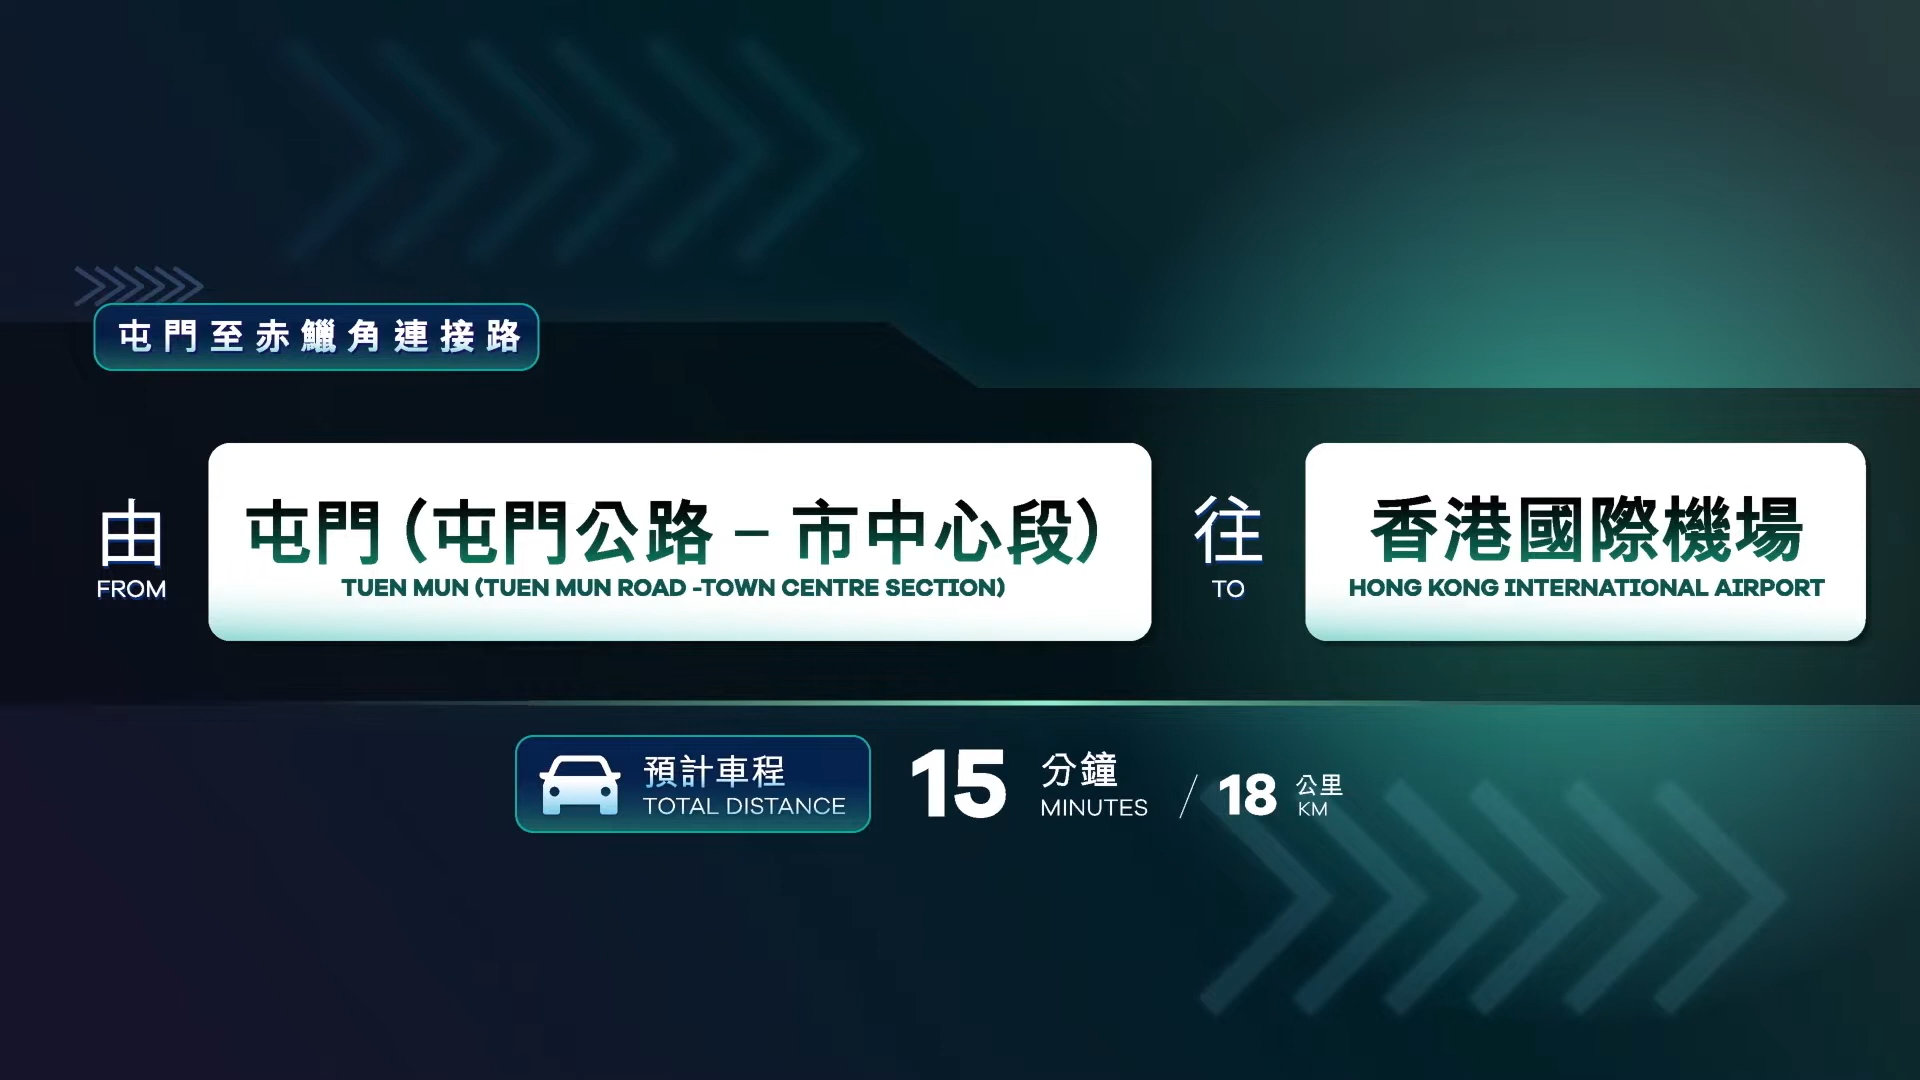 屯門至赤鱲角連接路
由
FROM
屯門（屯門公路 – 市中心段）
TUEN MUN (TUEN MUN ROAD -TOWN CENTRE SECTION)
往
TO
香港國際機場
HONG KONG INTERNATIONAL AIRPORT
預計車程
TOTAL DISTANCE
15 分鐘
MINUTES
/ 18 公里
KM